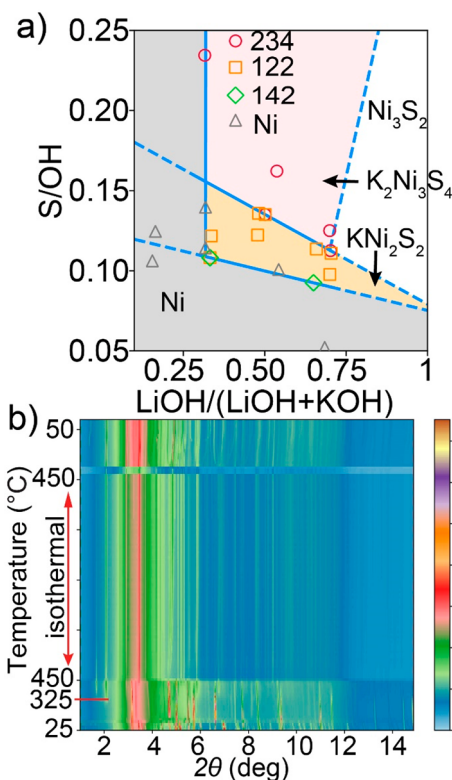 a)
0.25
0.20
0.15
0.10
0.05
S/OH
234
122
142
Ni
Ni₃S₂
K₂Ni₃S₄
KNi₂S₂
Ni
0.25 0.50 0.75 1
LiOH/(LiOH+KOH)
b)
50
450
450
325
25
Temperature (°C)
isothermal
2 4 6 8 10 12 14
2θ (deg)